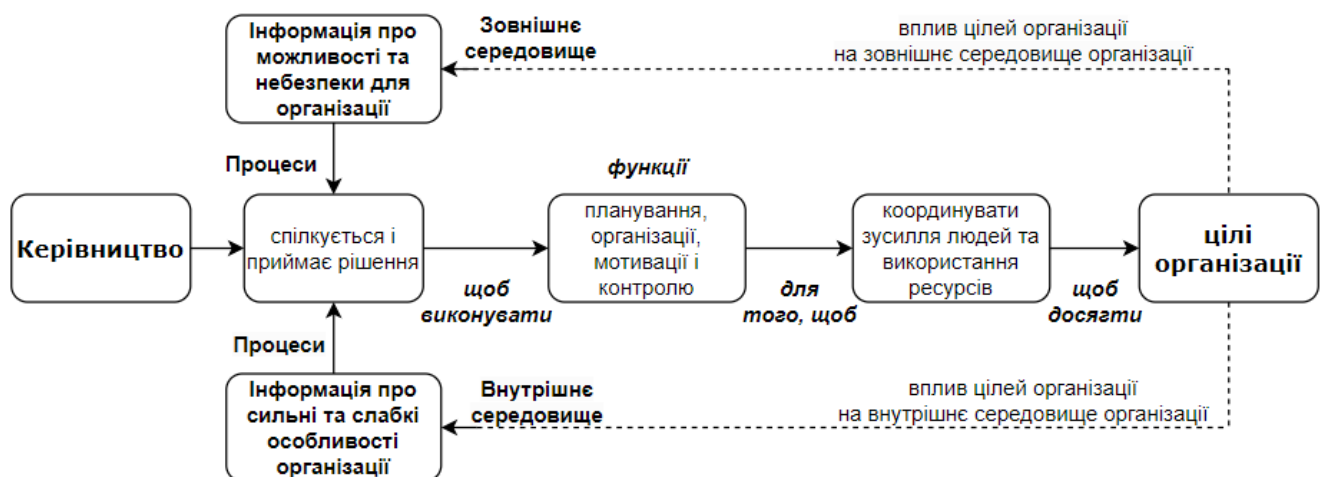 Інформація про
можливості та
небезпеки для
організації
Зовнішнє
середовище
вплив цілей організації
на зовнішнє середовище організації
Процеси
функції
Керівництво
спілкується і
приймає рішення
щоб
виконувати
планування,
організації,
мотивації і
контролю
для
того, щоб
координувати
зусилля людей та
використання
ресурсів
щоб
досягти
цілі
організації
Процеси
Інформація про
сильні та слабкі
особливості
організації
Внутрішнє
середовище
вплив цілей організації
на внутрішнє середовище організації